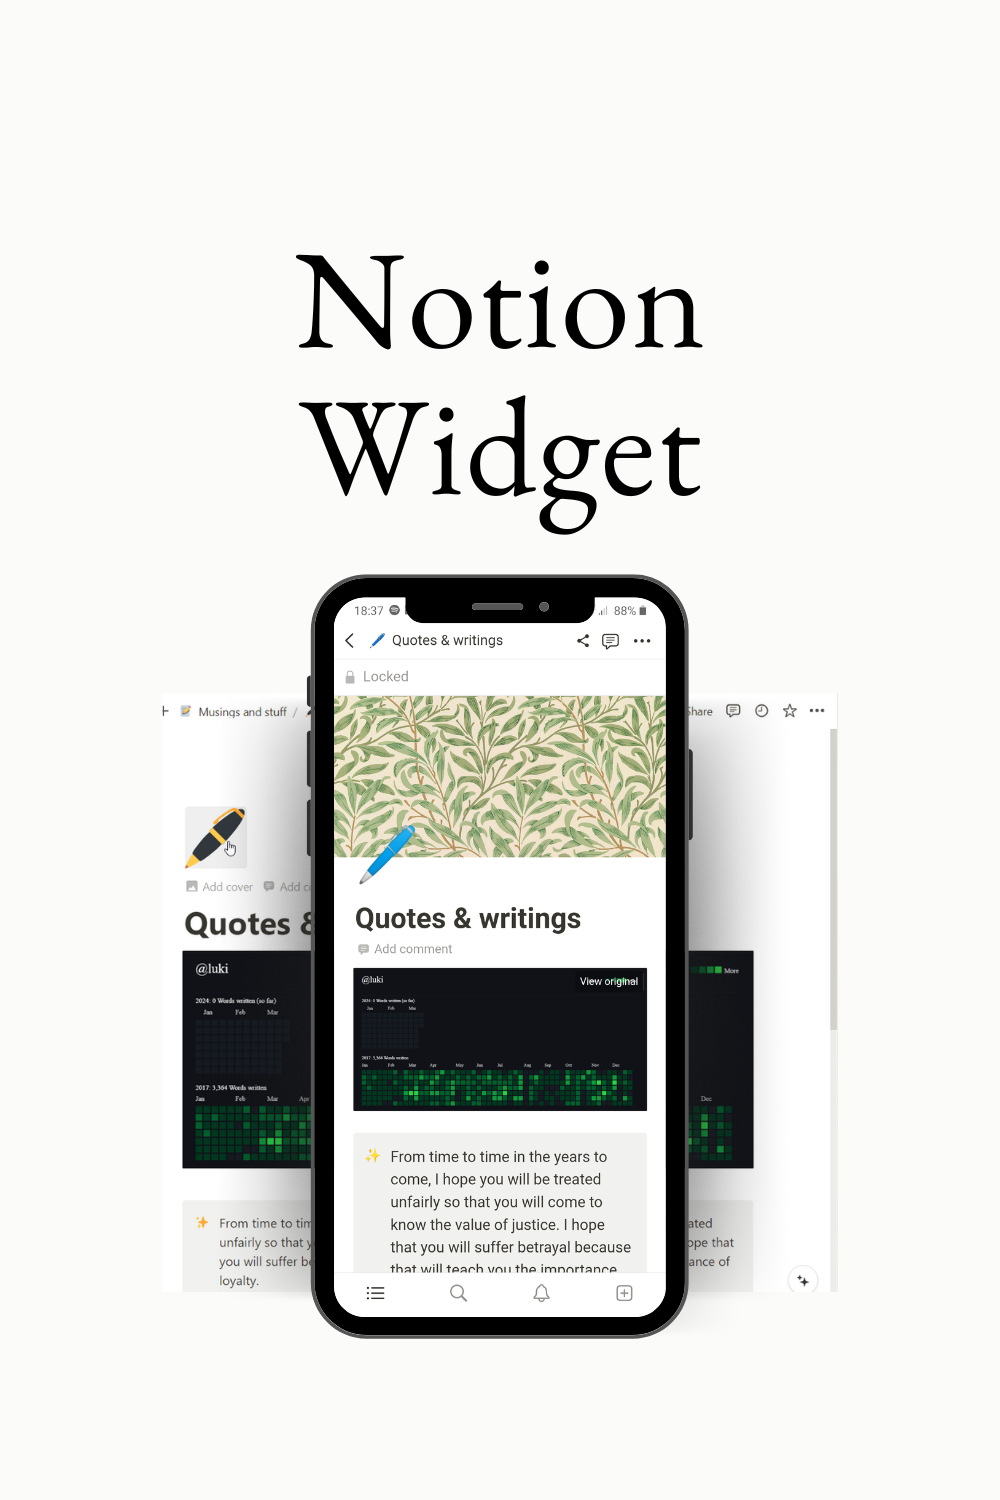 Notion
Widget
18:37
88%
Quotes & writings
Locked
Musings and stuff /
Share
Add cover
Add co
Quotes &
@luki
2024: 0 Words written (so far)
Jan Feb Mar
2017: 3,364 Words written
Jan Feb Mar Apr
From time to tim
unfairly so that y
you will suffer be
loyalty.
Quotes & writings
Add comment
@luki
View original
2024: 0 Words written (so far)
Jan Feb Mar
2017: 3,364 Words written
Jan Feb Mar Apr May Jun Jul Aug Sep Oct Nov Dec
From time to time in the years to
come, I hope you will be treated
unfairly so that you will come to
know the value of justice. I hope
that you will suffer betrayal because
that will teach you the importance
More
Dec
ated
ope that
ance of